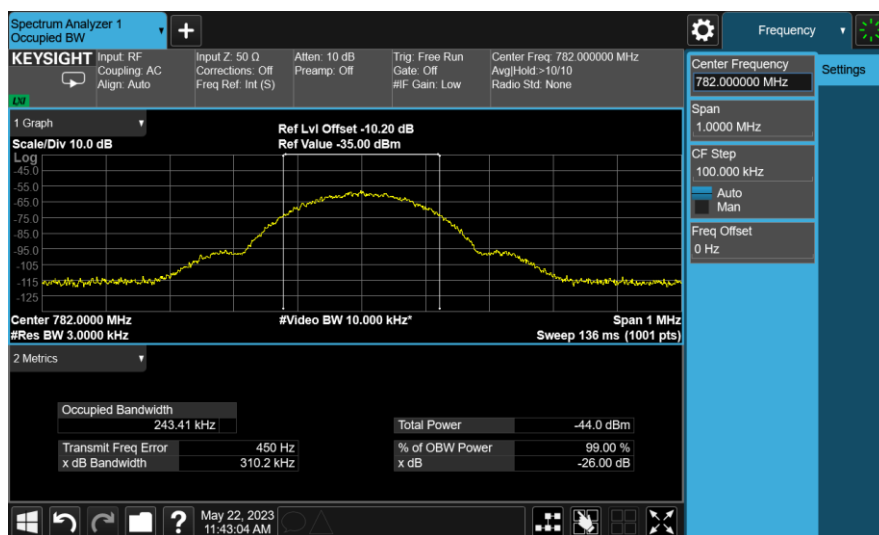 Spectrum Analyzer 1
Occupied BW
+
Frequency
KEYSIGHT
LXI
Input: RF
Coupling: AC
Align: Auto
Input Z: 50 Ω
Corrections: Off
Freq Ref: Int (S)
Atten: 10 dB
Preamp: Off
Trig: Free Run
Gate: Off
#IF Gain: Low
Center Freq: 782.000000 MHz
Avg|Hold:>10/10
Radio Std: None
Center Frequency
782.000000 MHz
Settings
Span
1.0000 MHz
CF Step
100.000 kHz
Auto
Man
Freq Offset
0 Hz
1 Graph
Scale/Div 10.0 dB
Ref Lvl Offset -10.20 dB
Ref Value -35.00 dBm
Log
-45.0
-55.0
-65.0
-75.0
-85.0
-95.0
-105
-115
-125
Center 782.0000 MHz
#Video BW 10.000 kHz*
Span 1 MHz
#Res BW 3.0000 kHz
Sweep 136 ms (1001 pts)
2 Metrics
Occupied Bandwidth
243.41 kHz
Total Power -44.0 dBm
Transmit Freq Error 450 Hz
% of OBW Power 99.00 %
x dB Bandwidth 310.2 kHz
x dB -26.00 dB
?
May 22, 2023
11:43:04 AM